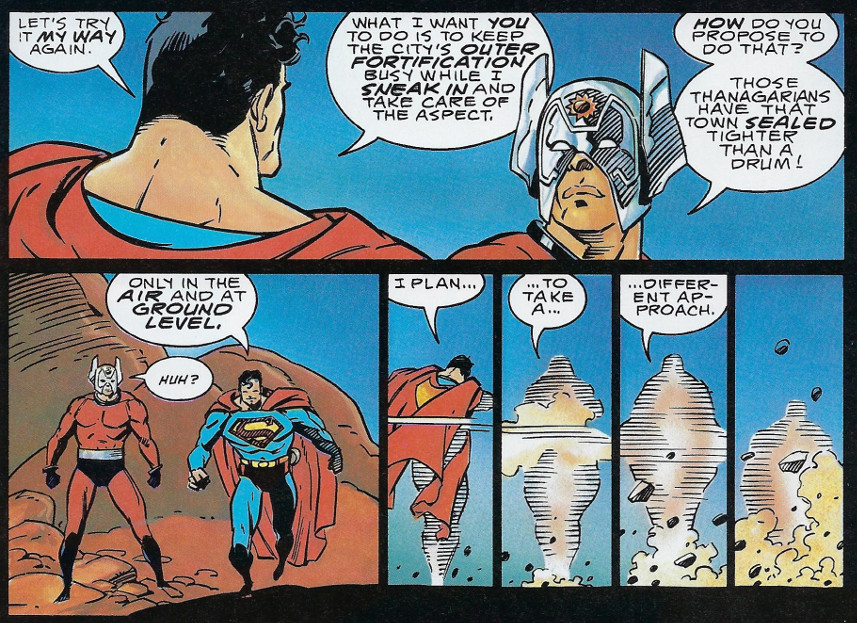 LET'S TRY
IT MY WAY
AGAIN.
WHAT I WANT YOU
TO DO IS TO KEEP
THE CITY'S OUTER
FORTIFICATION
BUSY WHILE I
SNEAK IN AND
TAKE CARE OF
THE ASPECT.
HOW DO YOU
PROPOSE TO
DO THAT?
THOSE
THANAGARIANS
HAVE THAT
TOWN SEALED
TIGHTER
THAN A
DRUM!
ONLY IN THE
AIR AND AT
GROUND
LEVEL.
HUH?
I PLAN...
...TO
TAKE
A...
...DIFFER-
ENT AP-
PROACH.